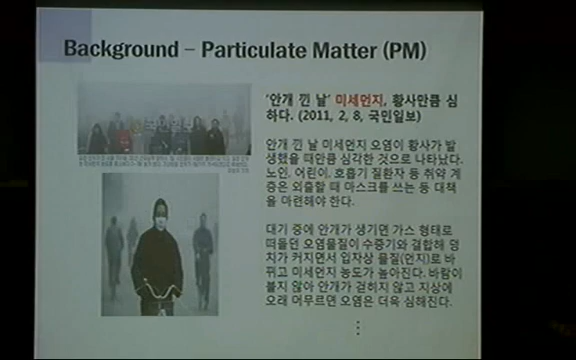 Background – Particulate Matter (PM)
'안개 낀 날' 미세먼지, 황사만큼 심
하다. (2011, 2, 8, 국민일보)
안개 낀 날 미세먼지 오염이 황사가 발
생했을 때만큼 심각한 것으로 나타났다.
노인, 어린이, 호흡기 질환자 등 취약 계
층은 외출할 때 마스크를 쓰는 등 대책
을 마련해야 한다.
대기 중에 안개가 생기면 가스 형태로
떠돌던 오염물질이 수증기와 결합해 덩
치가 커지면서 입자상 물질(먼지)로 바
뀌고 미세먼지 농도가 높아진다. 바람이
불지 않아 안개가 걷히지 않고 지상에
오래 머무르면 오염은 더욱 심해진다.